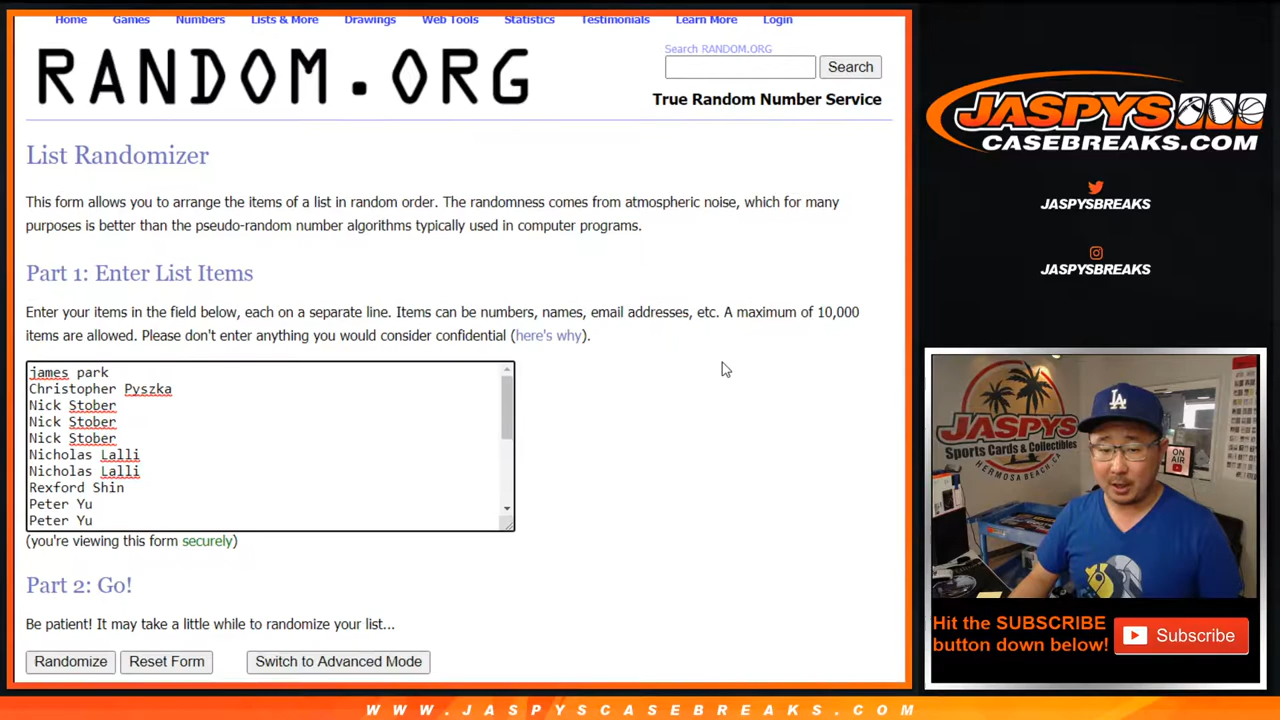 Home Games Numbers Lists & More Drawings Web Tools Statistics Testimonials Learn More Login
RANDOM.ORG
Search RANDOM.ORG
Search
True Random Number Service
List Randomizer
This form allows you to arrange the items of a list in random order. The randomness comes from atmospheric noise, which for many
purposes is better than the pseudo-random number algorithms typically used in computer programs.
Part 1: Enter List Items
Enter your items in the field below, each on a separate line. Items can be numbers, names, email addresses, etc. A maximum of 10,000
items are allowed. Please don't enter anything you would consider confidential (here's why).
james park
Christopher Pyszka
Nick Stober
Nick Stober
Nick Stober
Nicholas Lalli
Nicholas Lalli
Rexford Shin
Peter Yu
Peter Yu
(you're viewing this form securely)
Part 2: Go!
Be patient! It may take a little while to randomize your list...
Randomize Reset Form Switch to Advanced Mode
JASPYS
CASEBREAKS.COM
JASPYSBREAKS
JASPYSBREAKS
JASPYS
Sports Cards & Collectibles
HERMOSA BEACH, CA
ON
AIR
LA
Hit the SUBSCRIBE
button down below!
Subscribe
WWW.JASPYSCASEBREAKS.COM